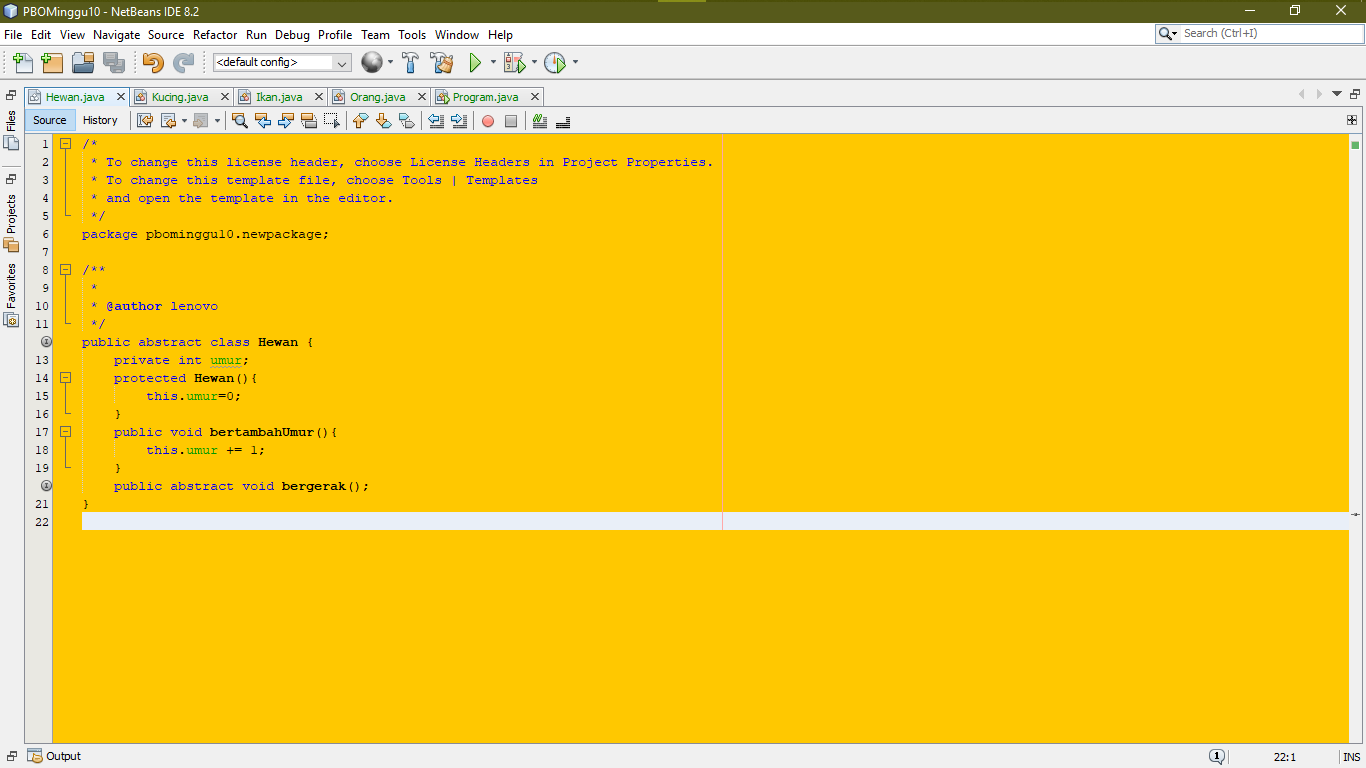 PBOMinggu10 - NetBeans IDE 8.2
File Edit View Navigate Source Refactor Run Debug Profile Team Tools Window Help
Search (Ctrl+I)
<default config>
Hewan.java Kucing.java Ikan.java Orang.java Program.java
Source History
Files
Projects
Favorites
1 /*
2 * To change this license header, choose License Headers in Project Properties.
3 * To change this template file, choose Tools | Templates
4 * and open the template in the editor.
5 */
6 package pbominggu10.newpackage;
7
8 /**
9 *
10 * @author lenovo
11 */
public abstract class Hewan {
13 private int umur;
14 protected Hewan(){
15 this.umur=0;
16 }
17 public void bertambahUmur(){
18 this.umur += 1;
19 }
public abstract void bergerak();
21 }
22
Output
1
22:1
INS